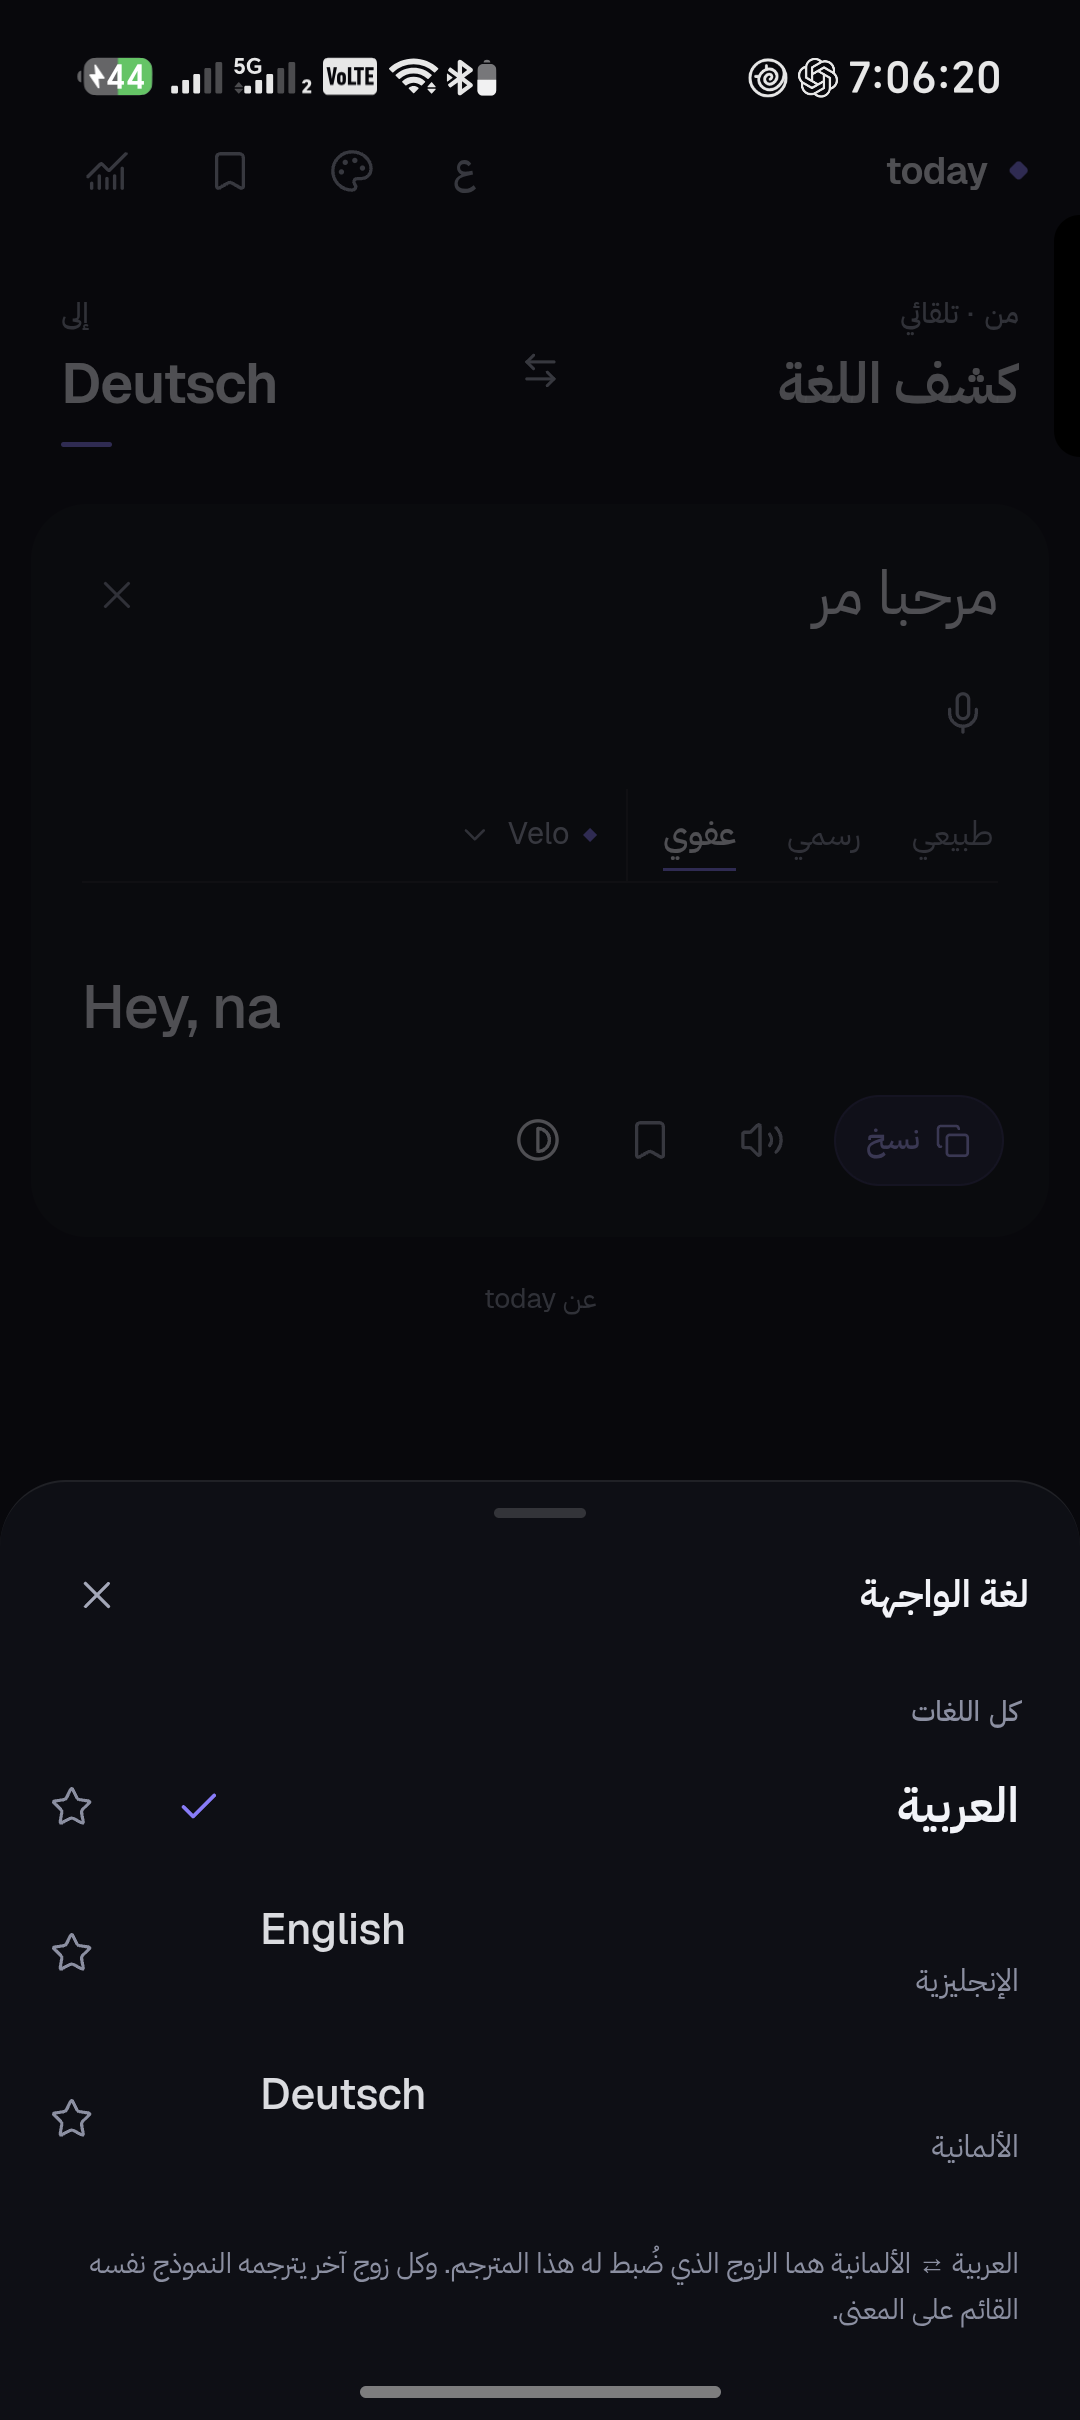 44 5G 2 VoLTE 7:06:20
ع today
من · تلقائي إلى
كشف اللغة Deutsch
مرحبا مر
طبيعي رسمي عفوي Velo
Hey, na
نسخ
عن today
لغة الواجهة
كل اللغات
العربية
English
الإنجليزية
Deutsch
الألمانية
العربية ⇄ الألمانية هما الزوج الذي ضُبط له هذا المترجم. وكل زوج آخر يترجمه النموذج نفسه
القائم على المعنى.